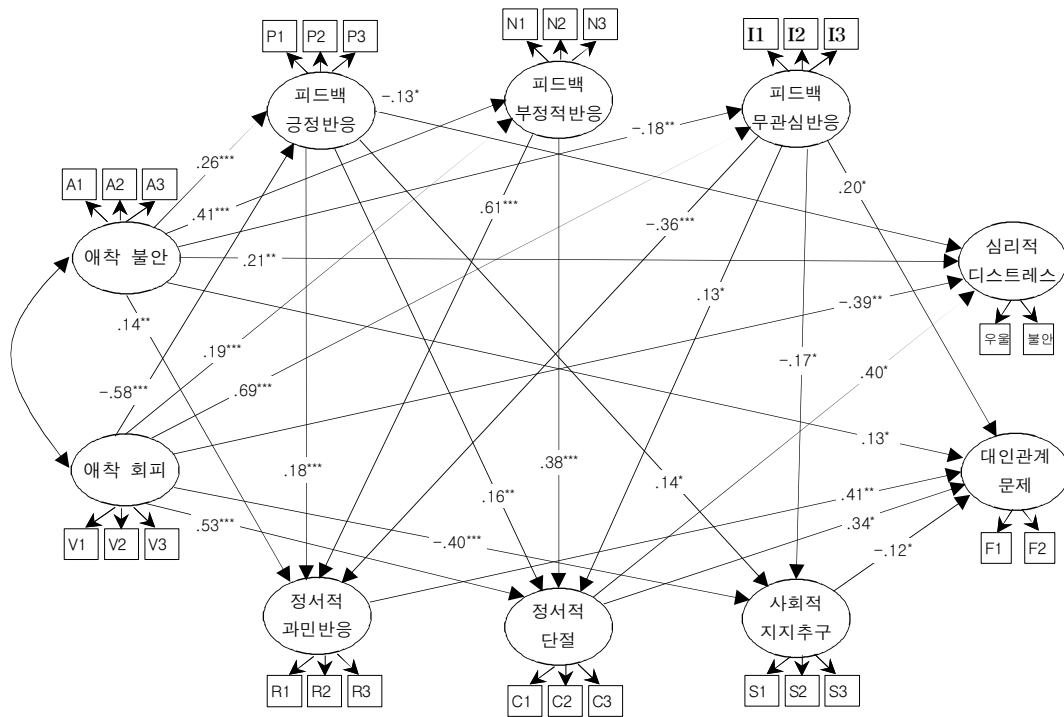 P1 P2 P3
N1 N2 N3
I1 I2 I3
피드백
긍정반응
피드백
부정적반응
피드백
무관심반응
-.13*
-.18**
.26***
.41***
.61***
-.36***
.20*
A1 A2 A3
애착 불안
.21**
심리적
디스트레스
우울 불안
.14**
.13*
-.39**
.19***
-.17*
.40*
-.58***
.69***
애착 회피
V1 V2 V3
.18***
.38***
.16**
.14*
.13*
.41**
.34*
-.12*
대인관계
문제
F1 F2
.53***
-.40***
정서적
과민반응
정서적
단절
사회적
지지추구
R1 R2 R3
C1 C2 C3
S1 S2 S3